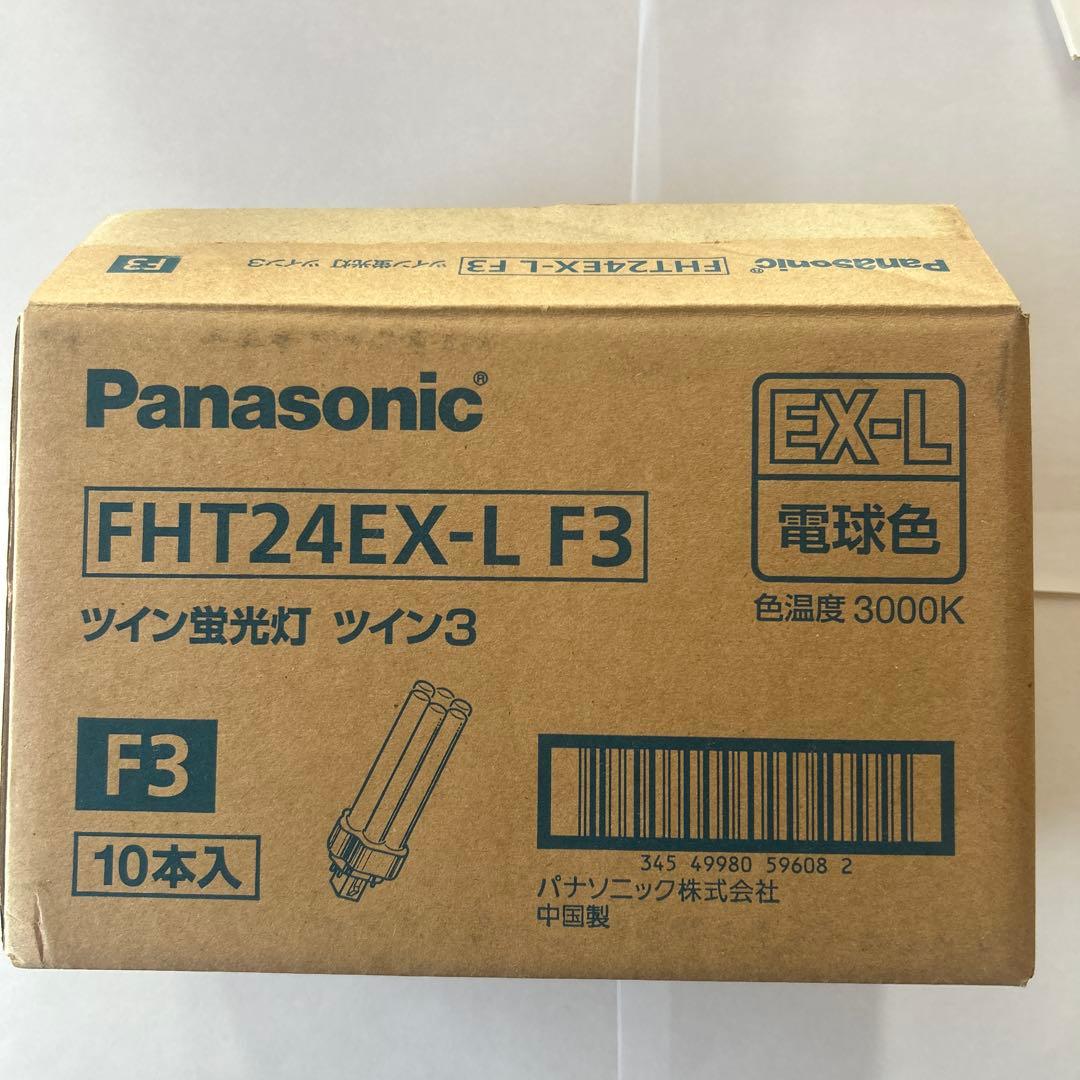 Panasonic® FHT24EX-L F3 ツイン蛍光灯 ツイン3 F3
Panasonic®
EX-L
FHT24EX-L F3
電球色
ツイン蛍光灯 ツイン3
色温度 3000K
F3
10本入
345 49980 59608 2
パナソニック株式会社
中国製